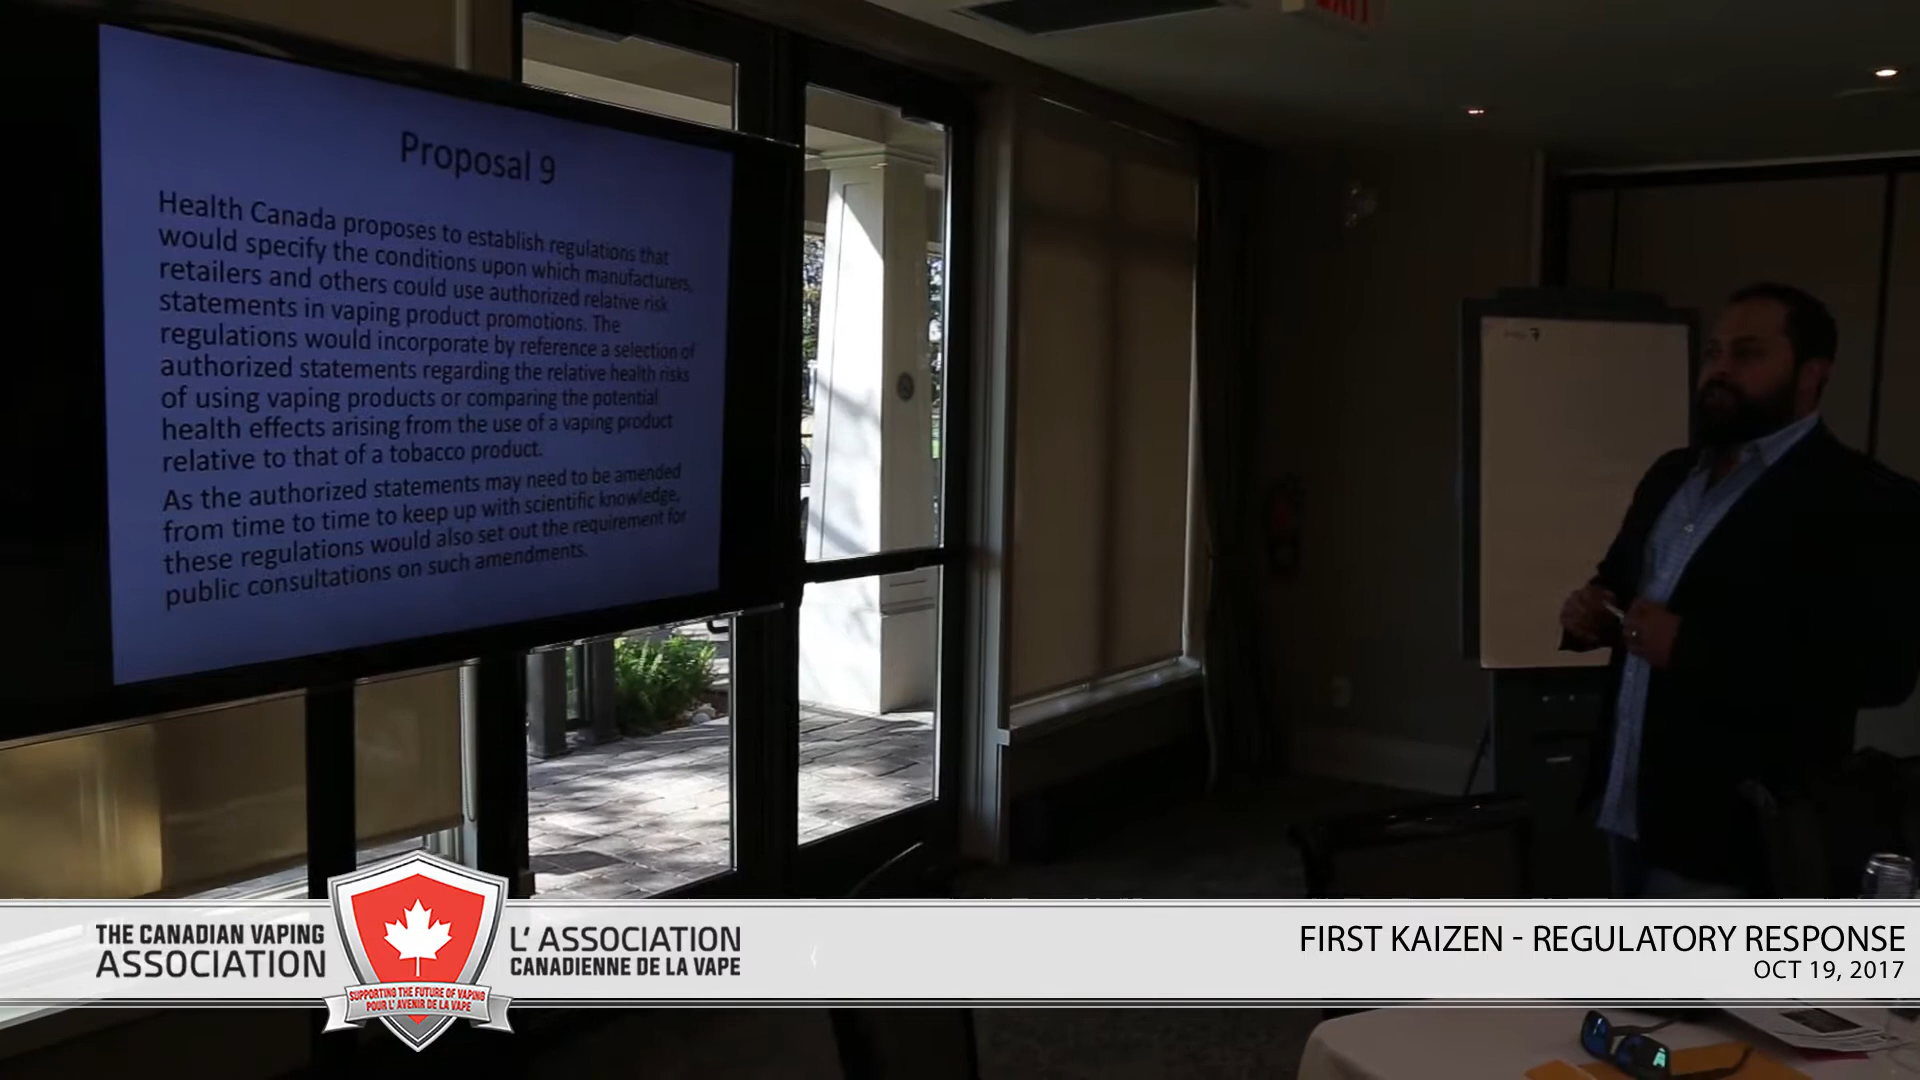 EXIT
Proposal 9
Health Canada proposes to establish regulations that
would specify the conditions upon which manufacturers,
retailers and others could use authorized relative risk
statements in vaping product promotions. The
regulations would incorporate by reference a selection of
authorized statements regarding the relative health risks
of using vaping products or comparing the potential
health effects arising from the use of a vaping product
relative to that of a tobacco product.
As the authorized statements may need to be amended
from time to time to keep up with scientific knowledge,
these regulations would also set out the requirement for
public consultations on such amendments.
THE CANADIAN VAPING
ASSOCIATION
SUPPORTING THE FUTURE OF VAPING
POUR L' AVENIR DE LA VAPE
L' ASSOCIATION
CANADIENNE DE LA VAPE
FIRST KAIZEN - REGULATORY RESPONSE
OCT 19, 2017